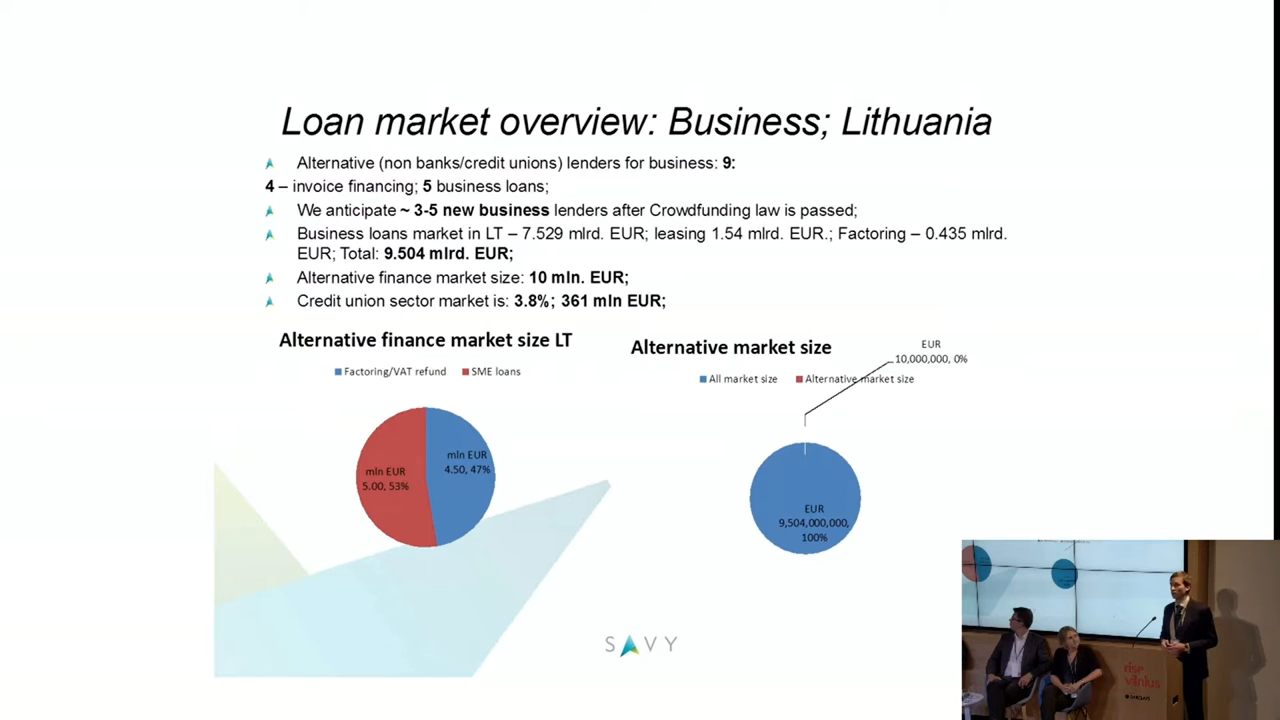 Loan market overview: Business; Lithuania
Alternative (non banks/credit unions) lenders for business: 9:
4 – invoice financing; 5 business loans;
We anticipate ~ 3-5 new business lenders after Crowdfunding law is passed;
Business loans market in LT – 7.529 mlrd. EUR; leasing 1.54 mlrd. EUR.; Factoring – 0.435 mlrd.
EUR; Total: 9.504 mlrd. EUR;
Alternative finance market size: 10 mln. EUR;
Credit union sector market is: 3.8%; 361 mln EUR;
Alternative finance market size LT
Factoring/VAT refund SME loans
mln EUR
4.50, 47%
mln EUR
5.00, 53%
Alternative market size
EUR
10,000,000, 0%
All market size Alternative market size
EUR
9,504,000,000,
100%
SAVY
rise
vilnius